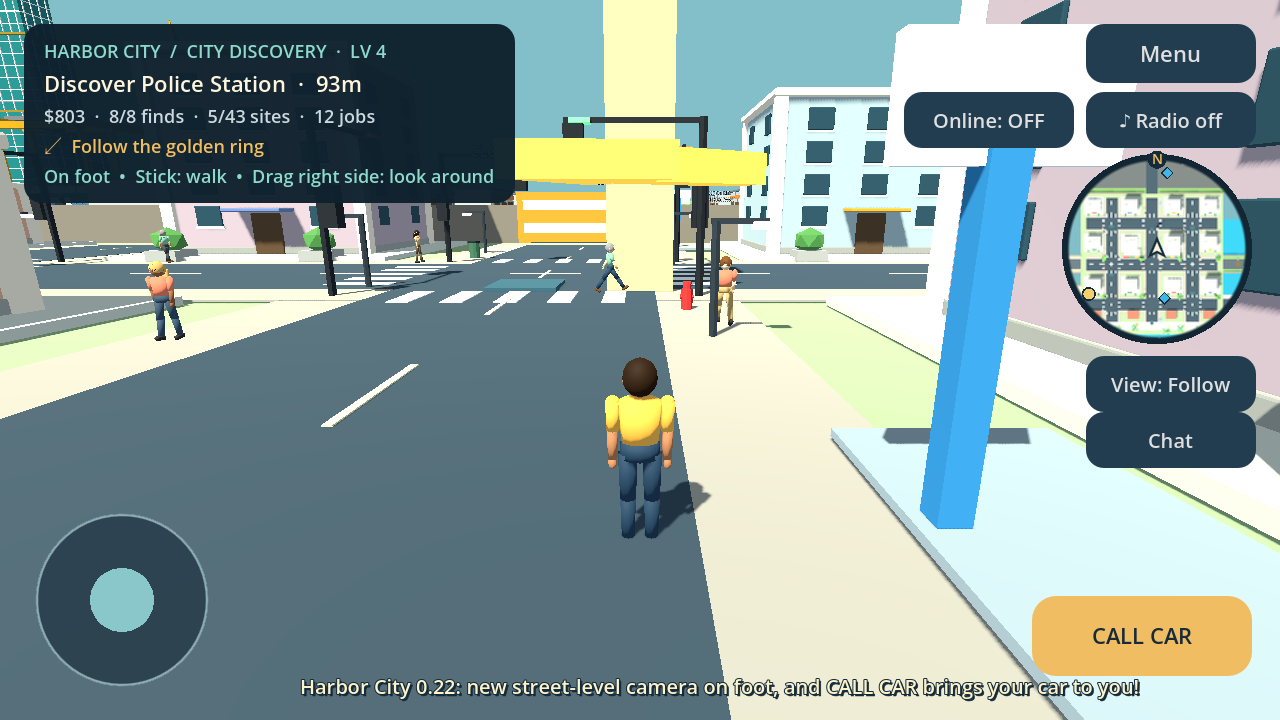 HARBOR CITY / CITY DISCOVERY · LV 4
Discover Police Station · 93m
$803 · 8/8 finds · 5/43 sites · 12 jobs
↙ Follow the golden ring
On foot • Stick: walk • Drag right side: look around
Menu
Online: OFF
♪ Radio off
N
View: Follow
Chat
CALL CAR
Harbor City 0.22: new street-level camera on foot, and CALL CAR brings your car to you!